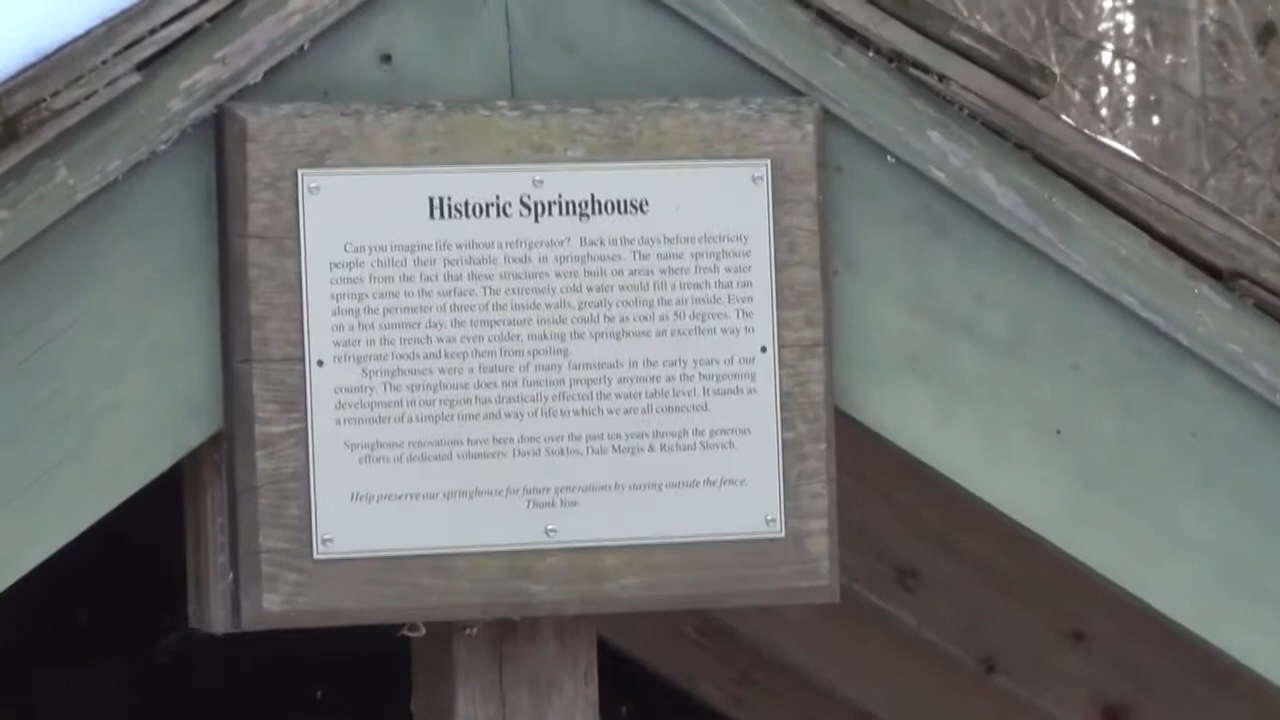 Historic Springhouse
Can you imagine life without a refrigerator? Back in the days before electricity
people chilled their perishable foods in springhouses. The name springhouse
comes from the fact that these structures were built on areas where fresh water
springs came to the surface. The extremely cold water would fill a trench that ran
along the perimeter of three of the inside walls, greatly cooling the air inside. Even
on a hot summer day, the temperature inside could be as cool as 50 degrees. The
water in the trench was even colder, making the springhouse an excellent way to
refrigerate foods and keep them from spoiling.
Springhouses were a feature of many farmsteads in the early years of our
country. The springhouse does not function properly anymore as the burgeoning
development in our region has drastically effected the water table level. It stands as
a reminder of a simpler time and way of life to which we are all connected.
Springhouse renovations have been done over the past ten years through the generous
efforts of dedicated volunteers: David Stoklos, Dale Mergis & Richard Slovich.
Help preserve our springhouse for future generations by staying outside the fence.
Thank You.